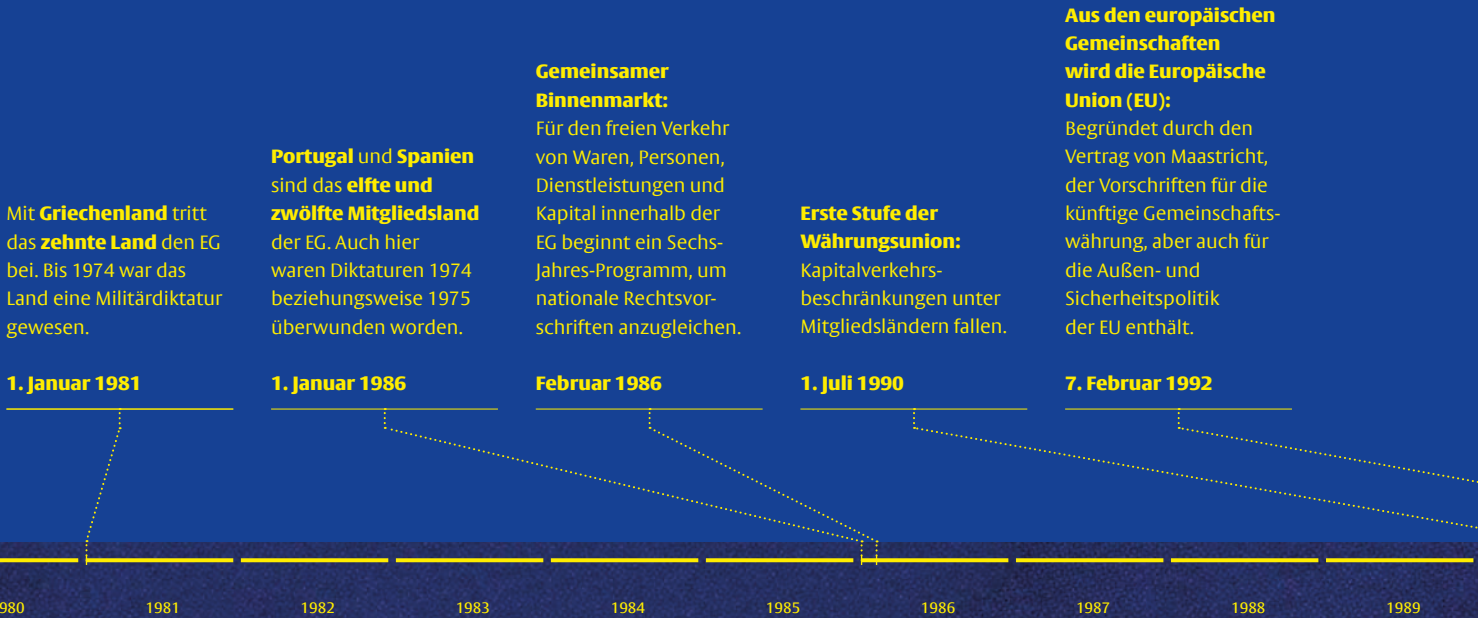 Mit Griechenland tritt
das zehnte Land den EG
bei. Bis 1974 war das
Land eine Militärdiktatur
gewesen.
1. Januar 1981
Portugal und Spanien
sind das elfte und
zwölfte Mitgliedsland
der EG. Auch hier
waren Diktaturen 1974
beziehungsweise 1975
überwunden worden.
1. Januar 1986
Gemeinsamer
Binnenmarkt:
Für den freien Verkehr
von Waren, Personen,
Dienstleistungen und
Kapital innerhalb der
EG beginnt ein Sechs-
Jahres-Programm, um
nationale Rechtsvor-
schriften anzugleichen.
Februar 1986
Erste Stufe der
Währungsunion:
Kapitalverkehrs-
beschränkungen unter
Mitgliedsländern fallen.
1. Juli 1990
Aus den europäischen
Gemeinschaften
wird die Europäische
Union (EU):
Begründet durch den
Vertrag von Maastricht,
der Vorschriften für die
künftige Gemeinschafts-
währung, aber auch für
die Außen- und
Sicherheitspolitik
der EU enthält.
7. Februar 1992
980 1981 1982 1983 1984 1985 1986 1987 1988 1989